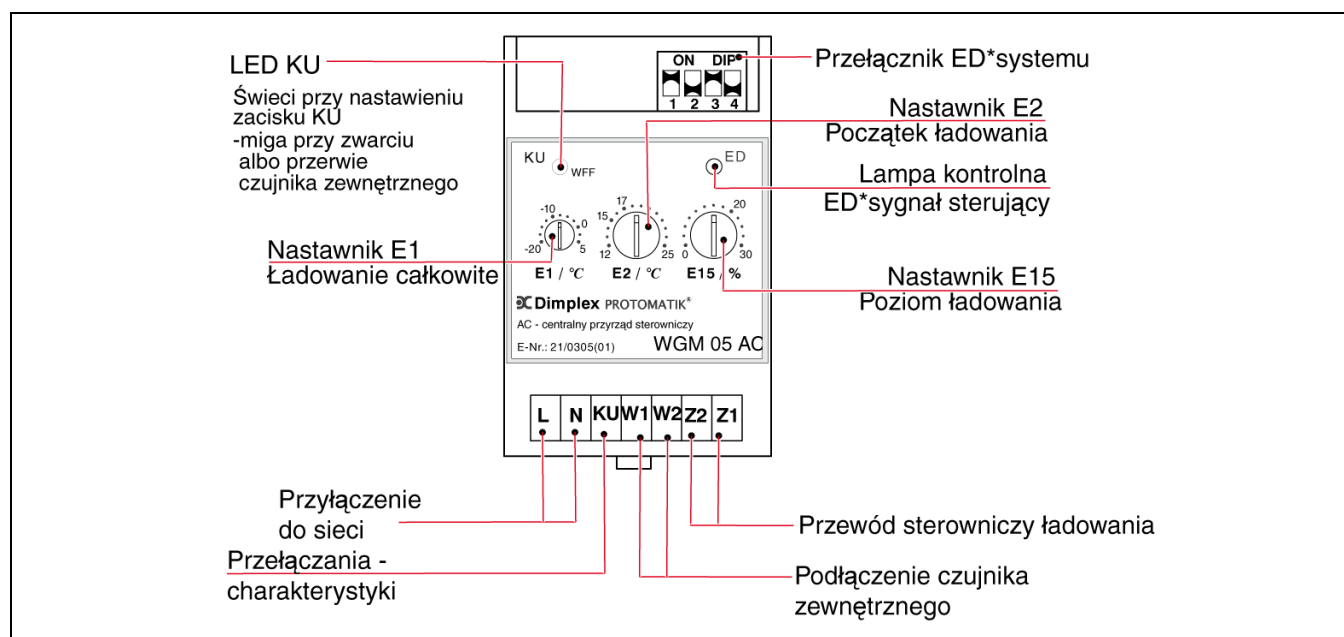 LED KU
Świeci przy nastawieniu
zacisku KU
-miga przy zwarciu
albo przerwie
czujnika zewnętrznego
ON DIP
1 2 3 4
Przełącznik ED*systemu
Nastawnik E2
Początek ładowania
Lampa kontrolna
ED*sygnał sterujący
Nastawnik E1
Ładowanie całkowite
Nastawnik E15
Poziom ładowania
KU WFF
ED
-20 -10 0 5
12 15 17 25
0 20 30
E1 / °C E2 / °C E15 / %
Dimplex PROTOMATIK®
AC - centralny przyrząd sterowniczy
E-Nr.: 21/0305(01) WGM 05 AC
L N KU W1 W2 Z2 Z1
Przyłączenie
do sieci
Przełączania -
charakterystyki
Przewód sterowniczy ładowania
Podłączenie czujnika
zewnętrznego